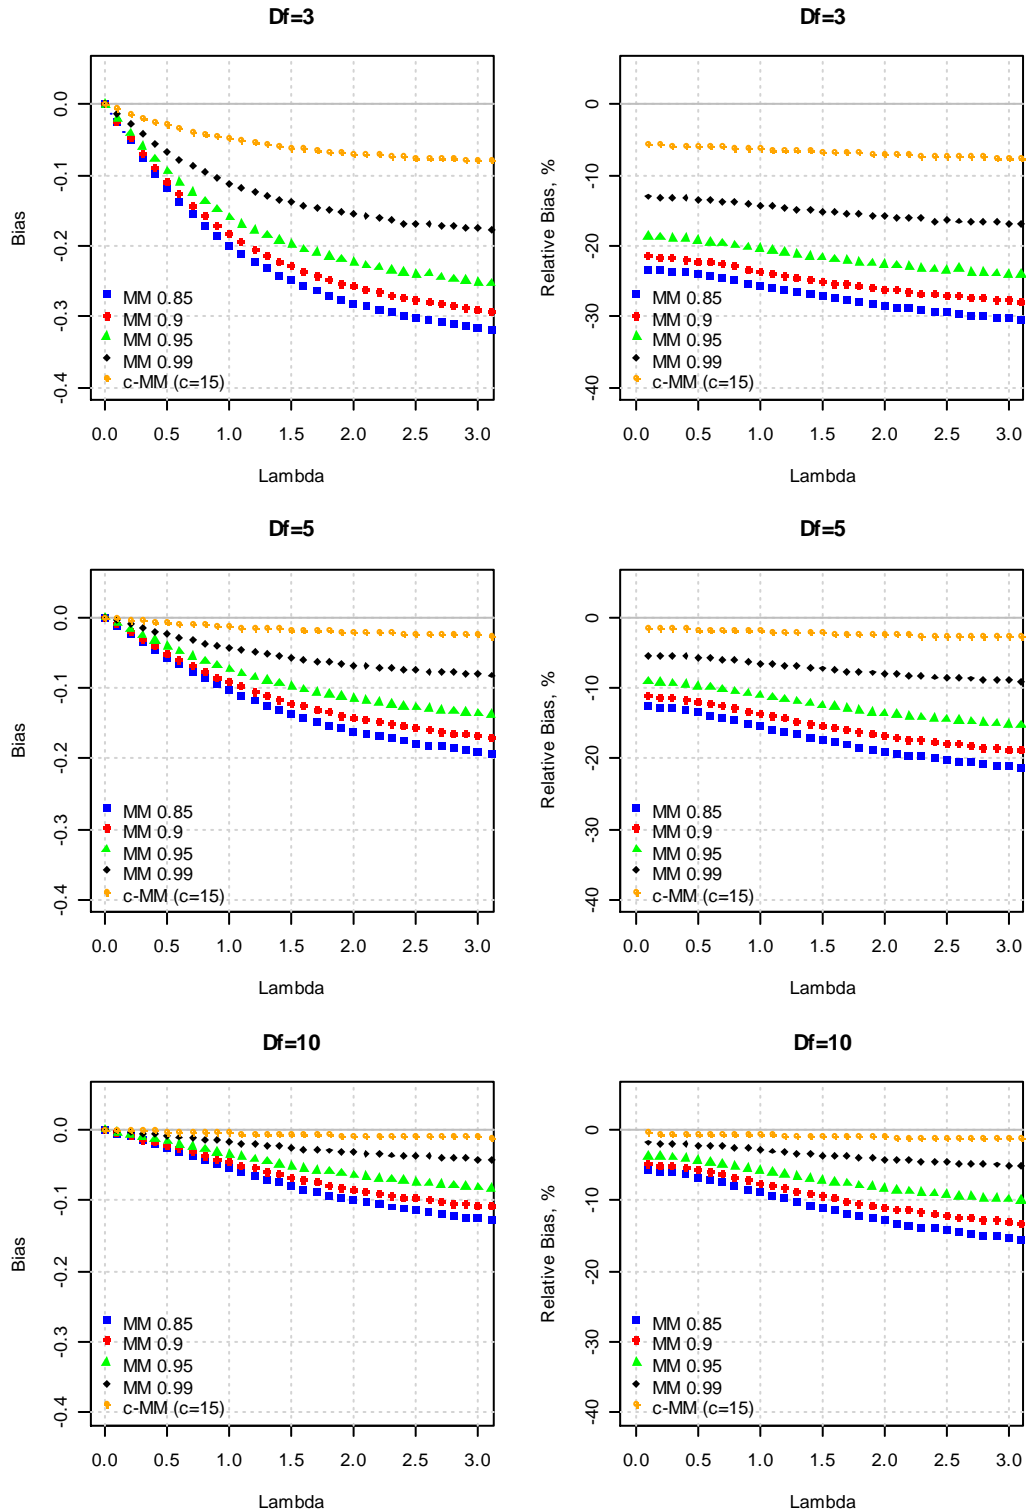 Df=3
0.0
-0.1
-0.2
-0.3
-0.4
Bias
MM 0.85
MM 0.9
MM 0.95
MM 0.99
c-MM (c=15)
0.0 0.5 1.0 1.5 2.0 2.5 3.0
Lambda
Df=3
0
-10
-20
-30
-40
Relative Bias, %
MM 0.85
MM 0.9
MM 0.95
MM 0.99
c-MM (c=15)
0.0 0.5 1.0 1.5 2.0 2.5 3.0
Lambda
Df=5
0.0
-0.1
-0.2
-0.3
-0.4
Bias
MM 0.85
MM 0.9
MM 0.95
MM 0.99
c-MM (c=15)
0.0 0.5 1.0 1.5 2.0 2.5 3.0
Lambda
Df=5
0
-10
-20
-30
-40
Relative Bias, %
MM 0.85
MM 0.9
MM 0.95
MM 0.99
c-MM (c=15)
0.0 0.5 1.0 1.5 2.0 2.5 3.0
Lambda
Df=10
0.0
-0.1
-0.2
-0.3
-0.4
Bias
MM 0.85
MM 0.9
MM 0.95
MM 0.99
c-MM (c=15)
0.0 0.5 1.0 1.5 2.0 2.5 3.0
Lambda
Df=10
0
-10
-20
-30
-40
Relative Bias, %
MM 0.85
MM 0.9
MM 0.95
MM 0.99
c-MM (c=15)
0.0 0.5 1.0 1.5 2.0 2.5 3.0
Lambda